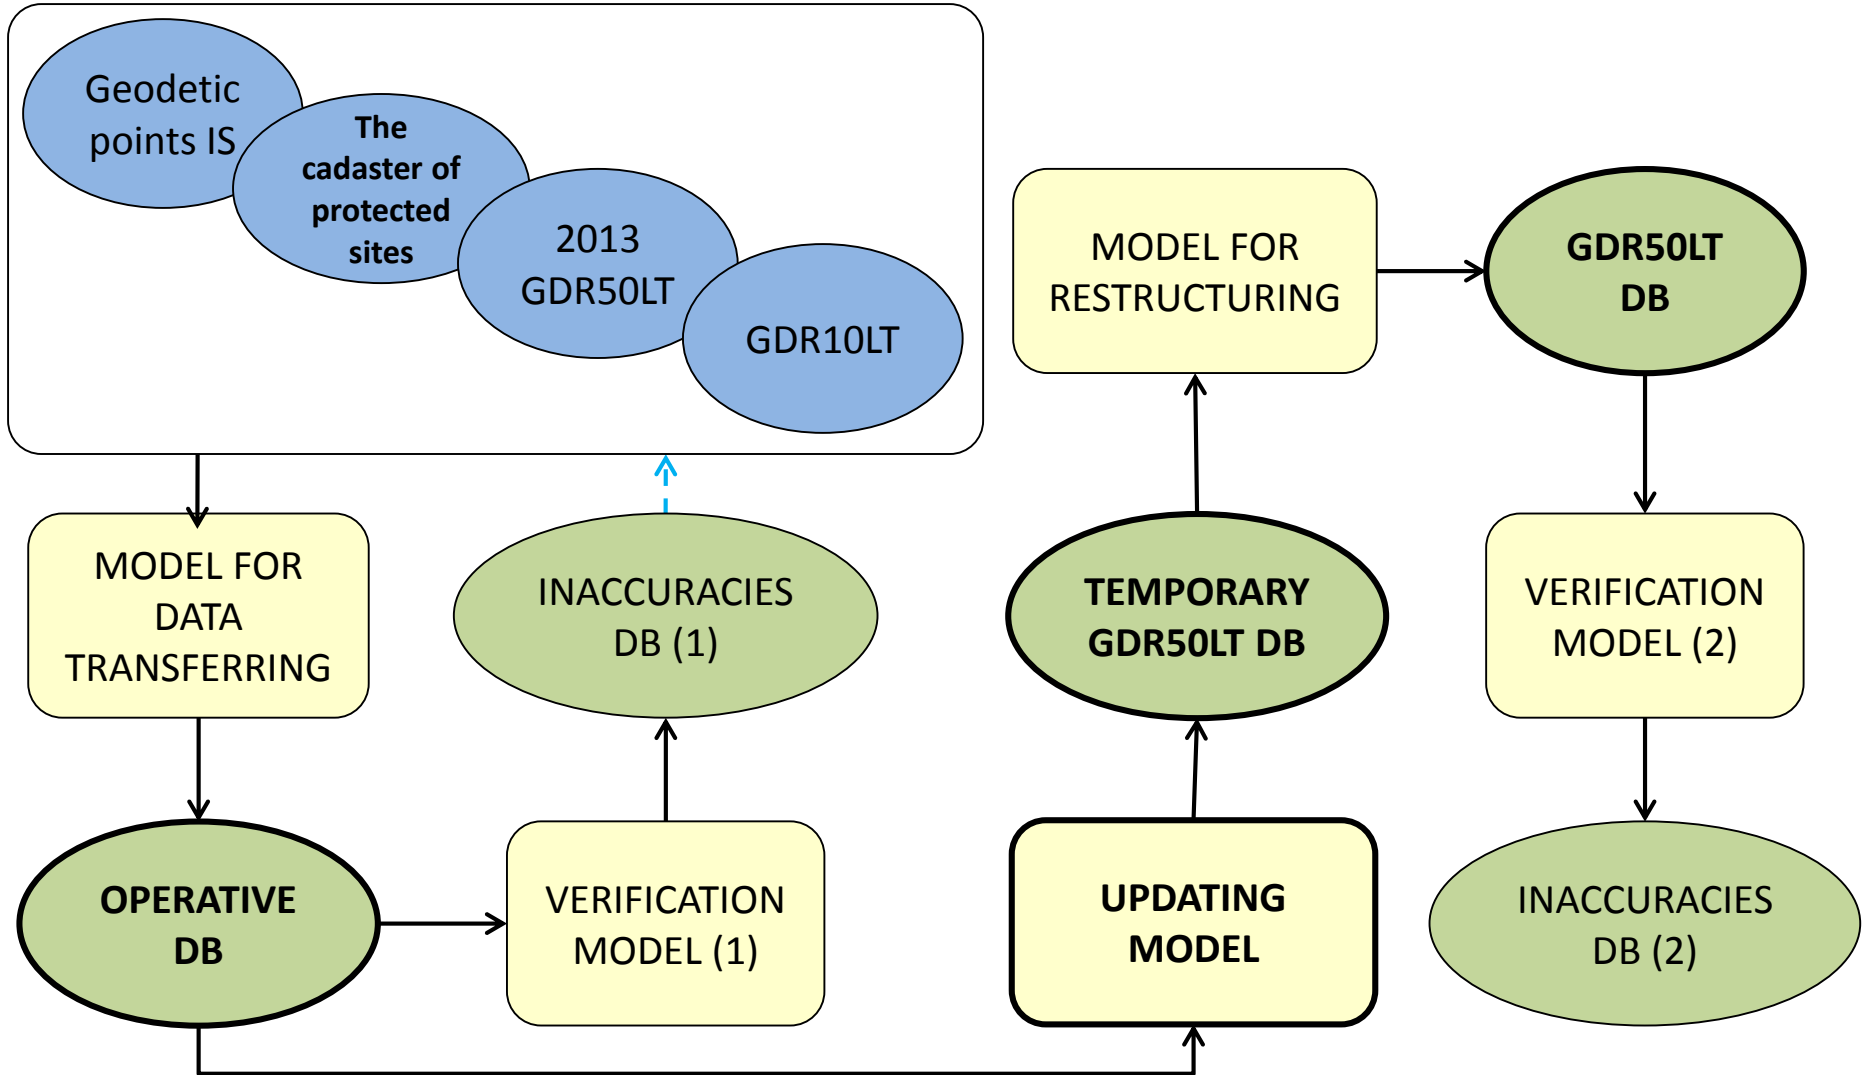 Geodetic
points IS
The
cadaster of
protected
sites
2013
GDR50LT
GDR10LT
MODEL FOR
DATA
TRANSFERRING
OPERATIVE
DB
VERIFICATION
MODEL (1)
INACCURACIES
DB (1)
UPDATING
MODEL
TEMPORARY
GDR50LT DB
MODEL FOR
RESTRUCTURING
GDR50LT
DB
VERIFICATION
MODEL (2)
INACCURACIES
DB (2)